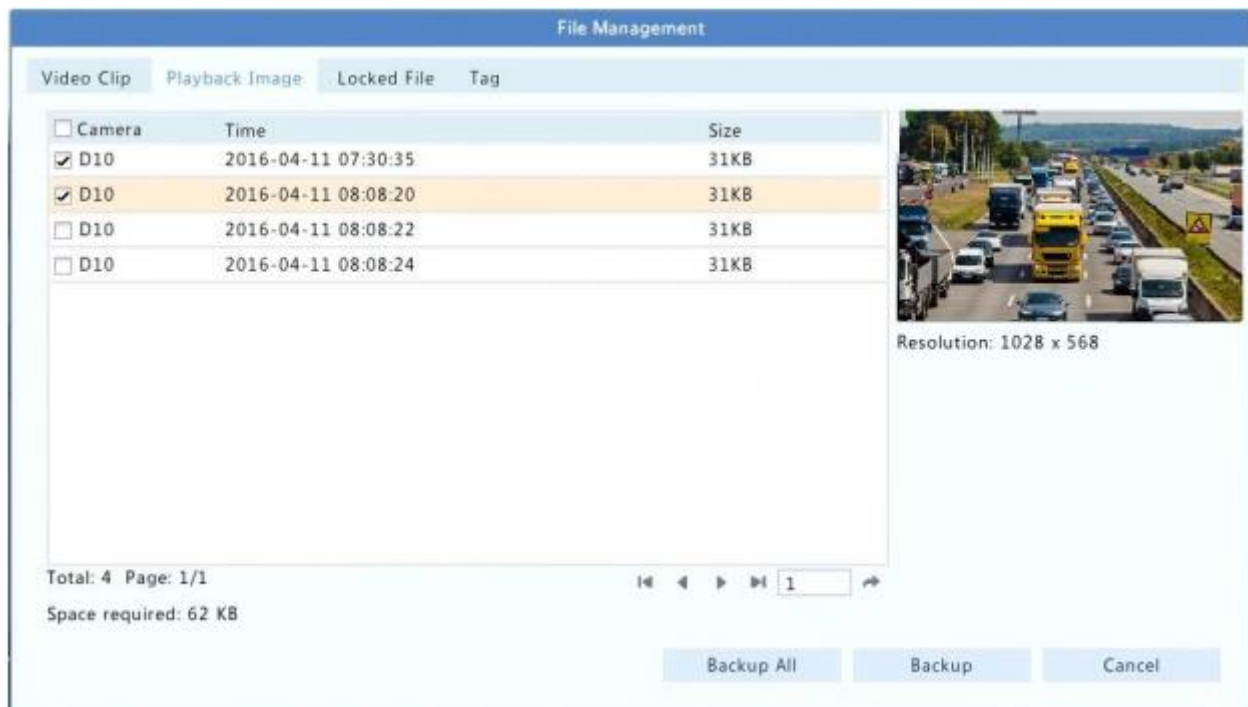 File Management
Video Clip Playback Image Locked File Tag
Camera Time Size
D10 2016-04-11 07:30:35 31KB
D10 2016-04-11 08:08:20 31KB
D10 2016-04-11 08:08:22 31KB
D10 2016-04-11 08:08:24 31KB
Resolution: 1028 x 568
Total: 4 Page: 1/1 1
Space required: 62 KB
Backup All Backup Cancel